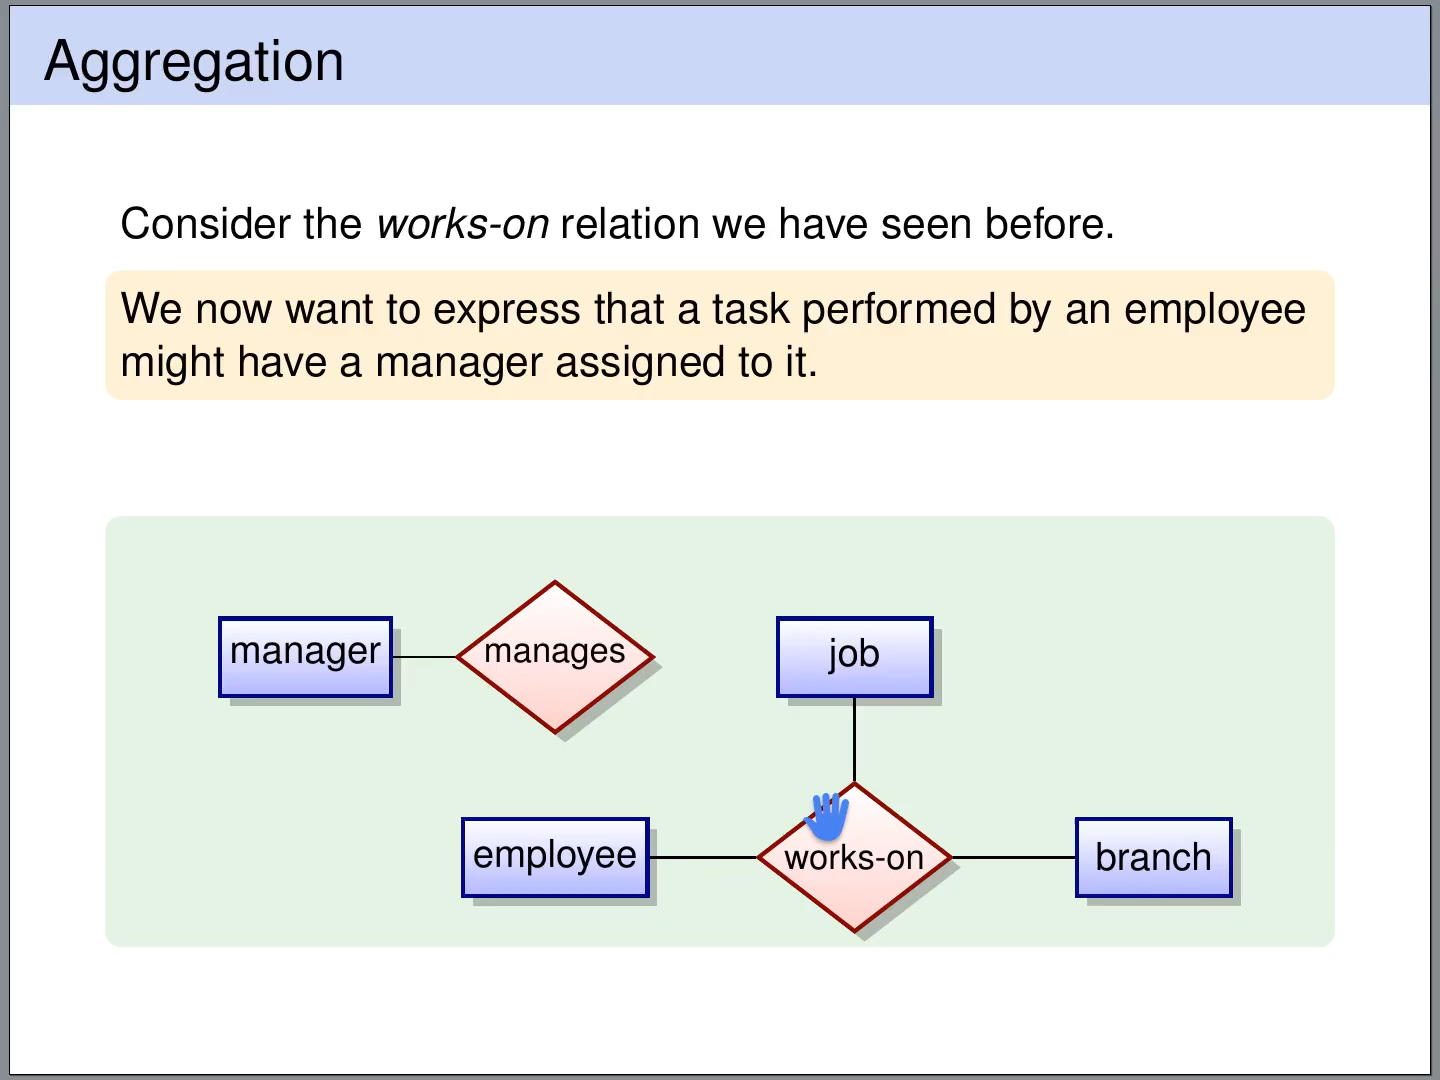 Aggregation
Consider the works-on relation we have seen before.
We now want to express that a task performed by an employee
might have a manager assigned to it.
manager
manages
job
employee
works-on
branch